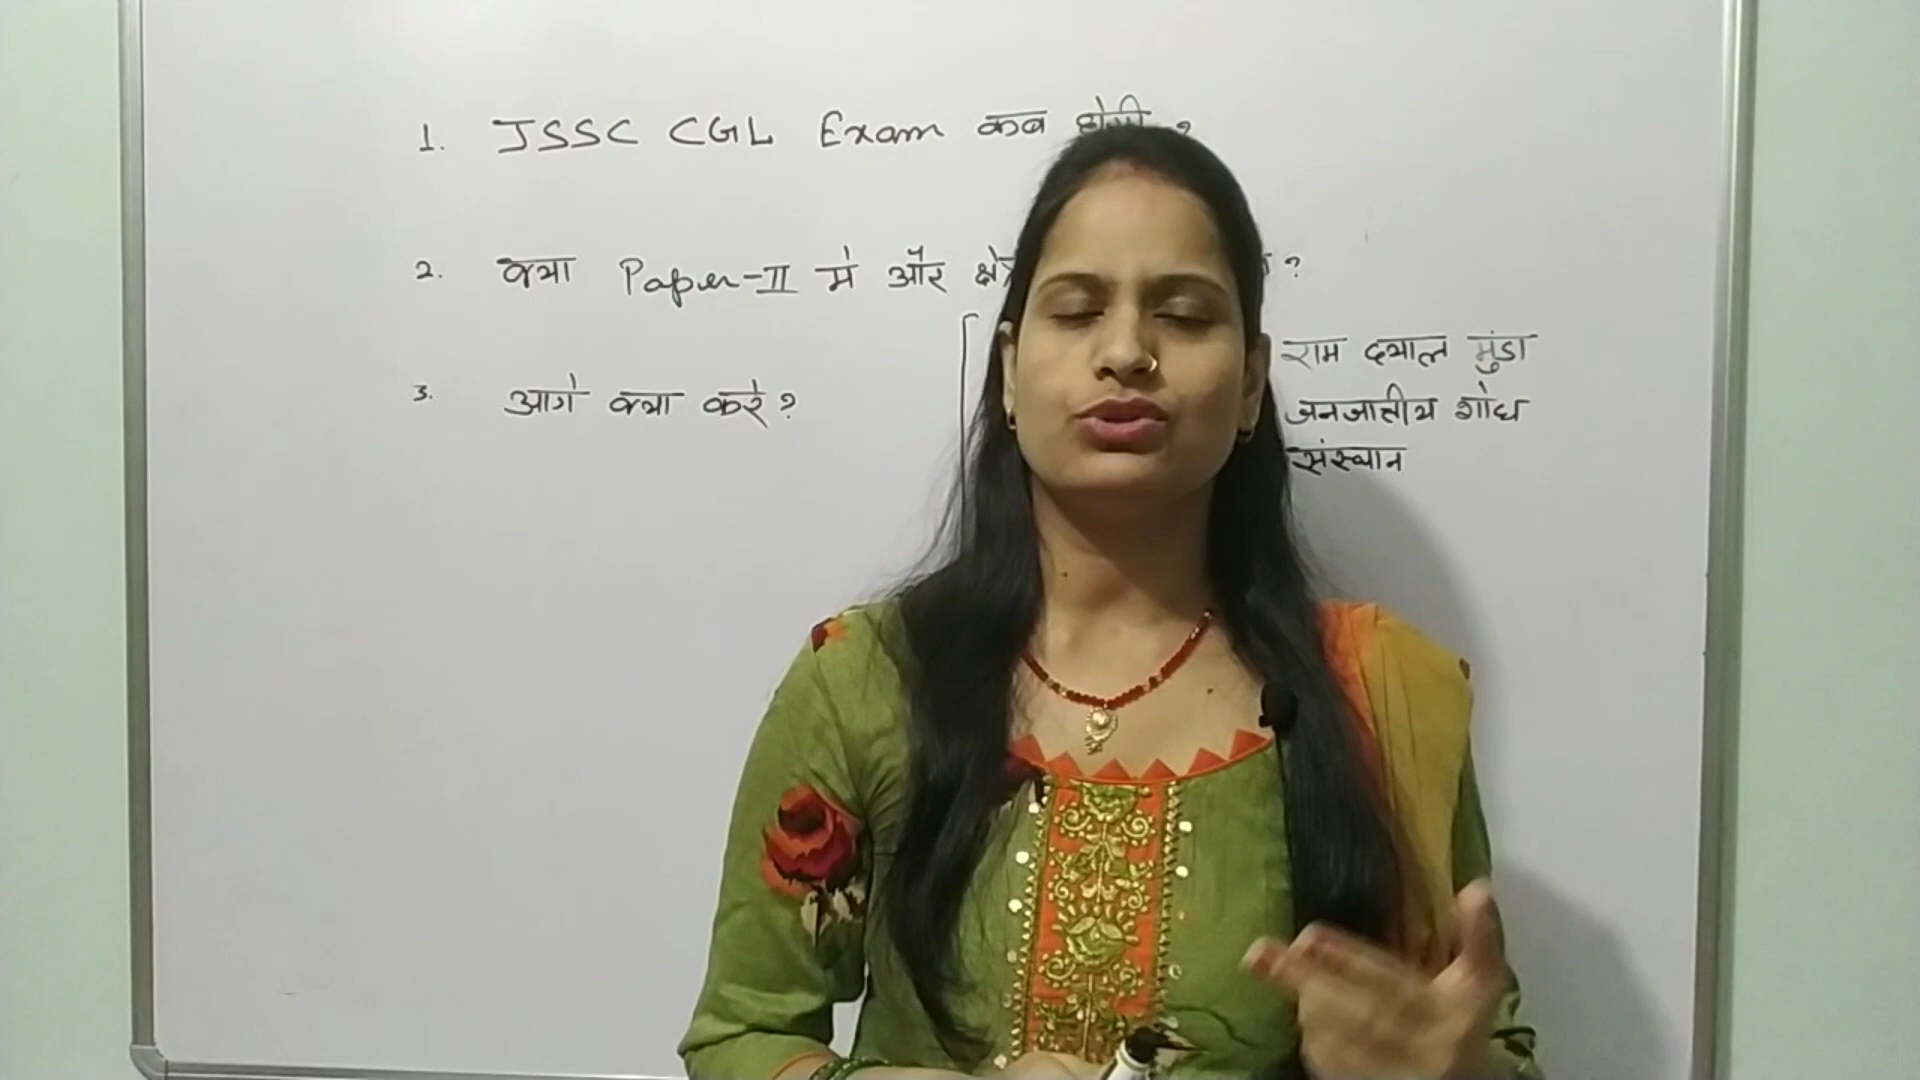 1. JSSC CGL Exam कब होगी ?
2. क्या Paper-II में और ?
3. आगे क्या करें ?
राम दयाल मुंडा
जनजातीय शोध
संस्थान